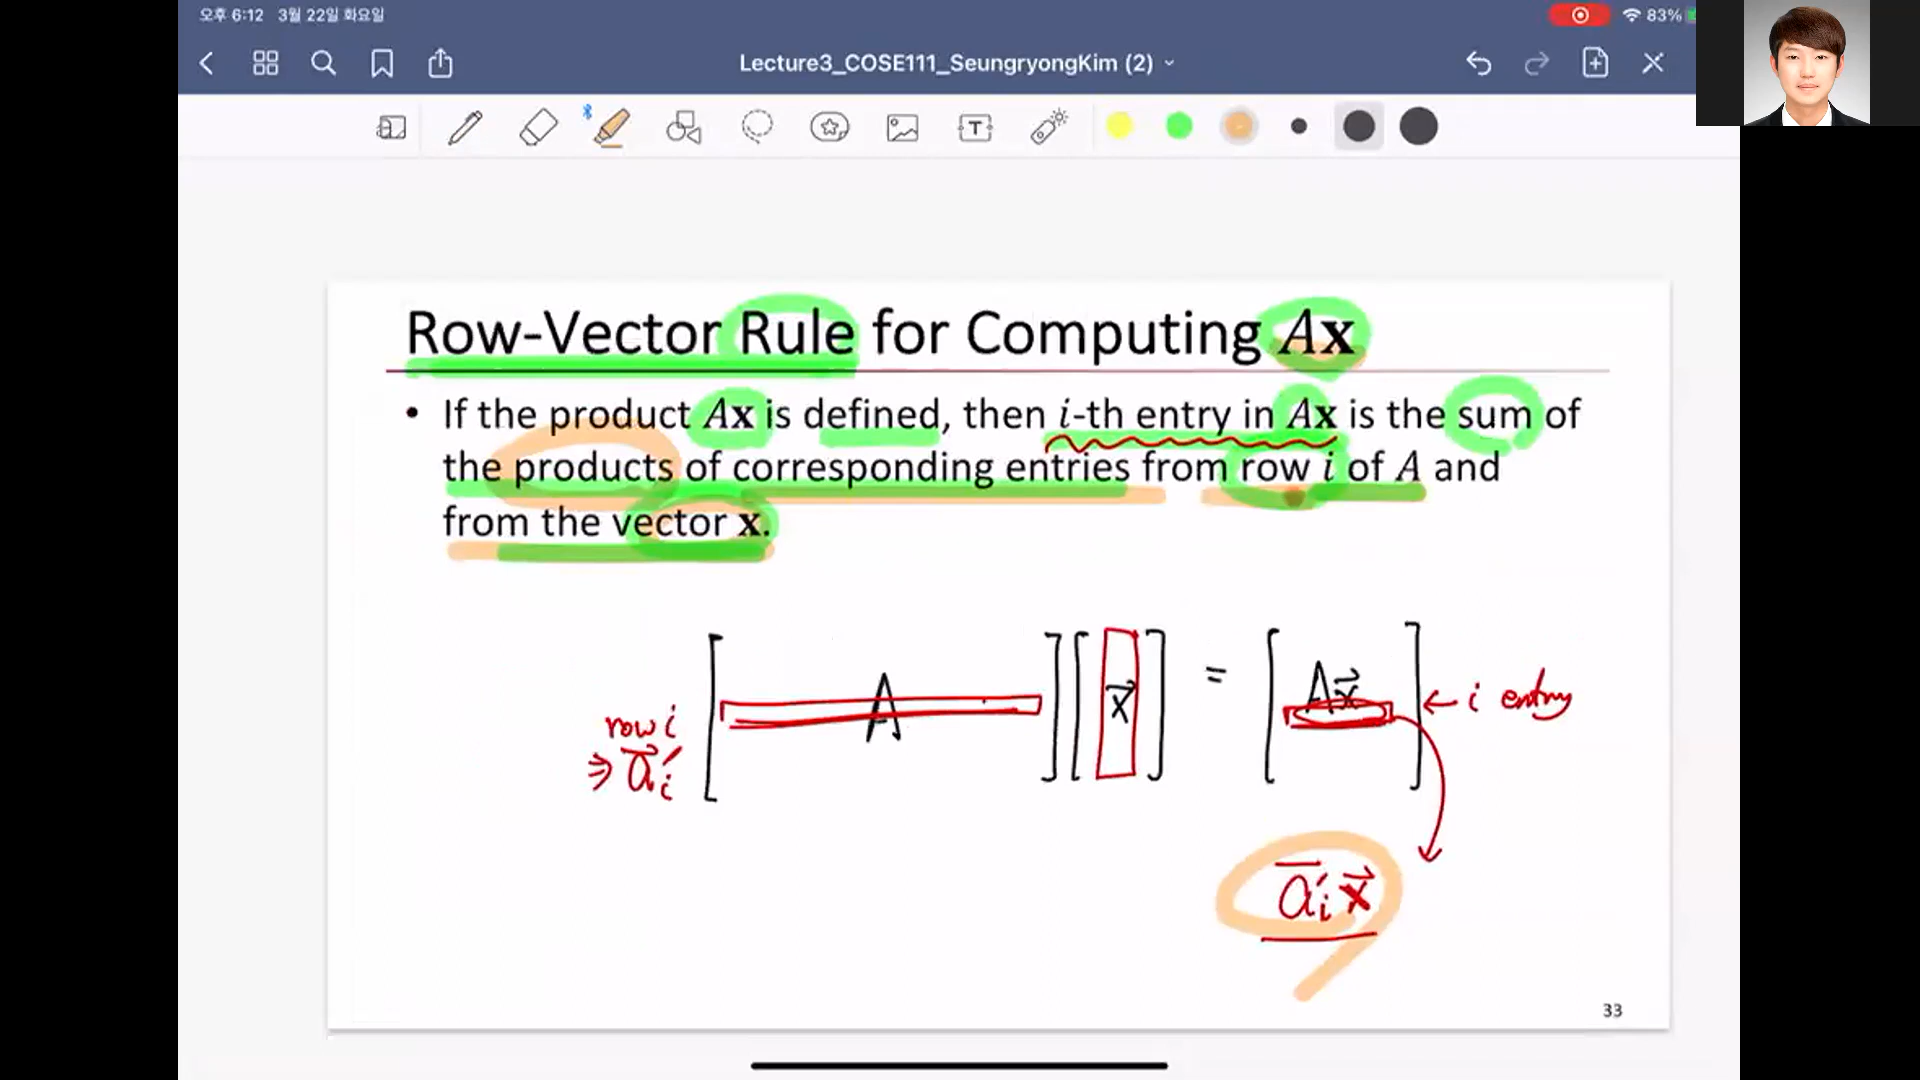 오후 6:12 3월 22일 화요일
83%
Lecture3_COSE111_SeungryongKim (2)
T
Row-Vector Rule for Computing Ax
• If the product Ax is defined, then i-th entry in Ax is the sum of
the products of corresponding entries from row i of A and
from the vector x.
[ A ] [ x⃗ ] = [ Ax⃗ ] ← i entry
row i
⇒ a⃗ᵢ′
a̅ᵢ′ x⃗
33